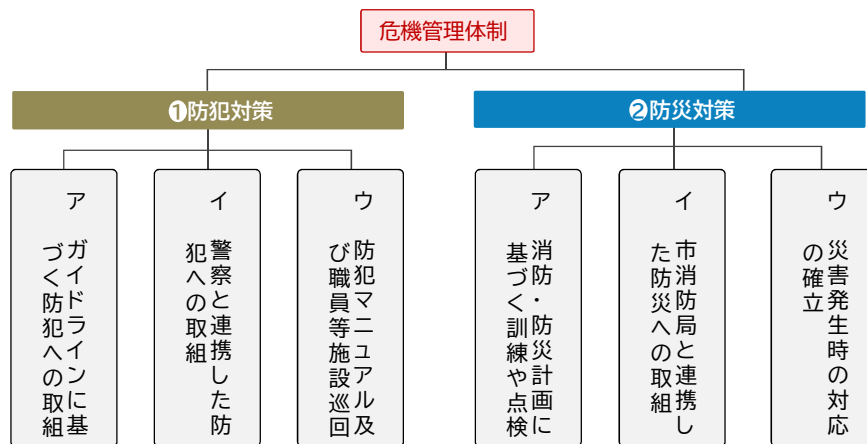 危機管理体制
❶防犯対策
ア
ガイドラインに基
づく防犯への取組
イ
警察と連携した防
犯への取組
ウ
防犯マニュアル及
び職員等施設巡回
❷防災対策
ア
消防・防災計画に
基づく訓練や点検
イ
市消防局と連携し
た防災への取組
ウ
災害発生時の対応
の確立